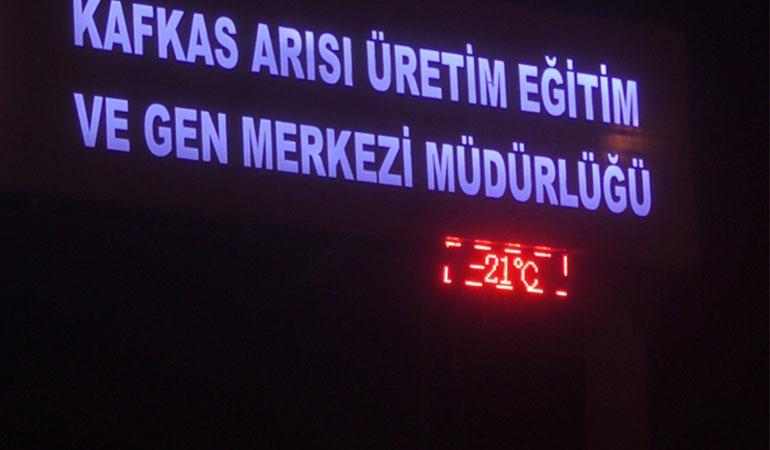 KAFKAS ARISI ÜRETİM EĞİTİM
VE GEN MERKEZİ MÜDÜRLÜĞÜ
-21°C